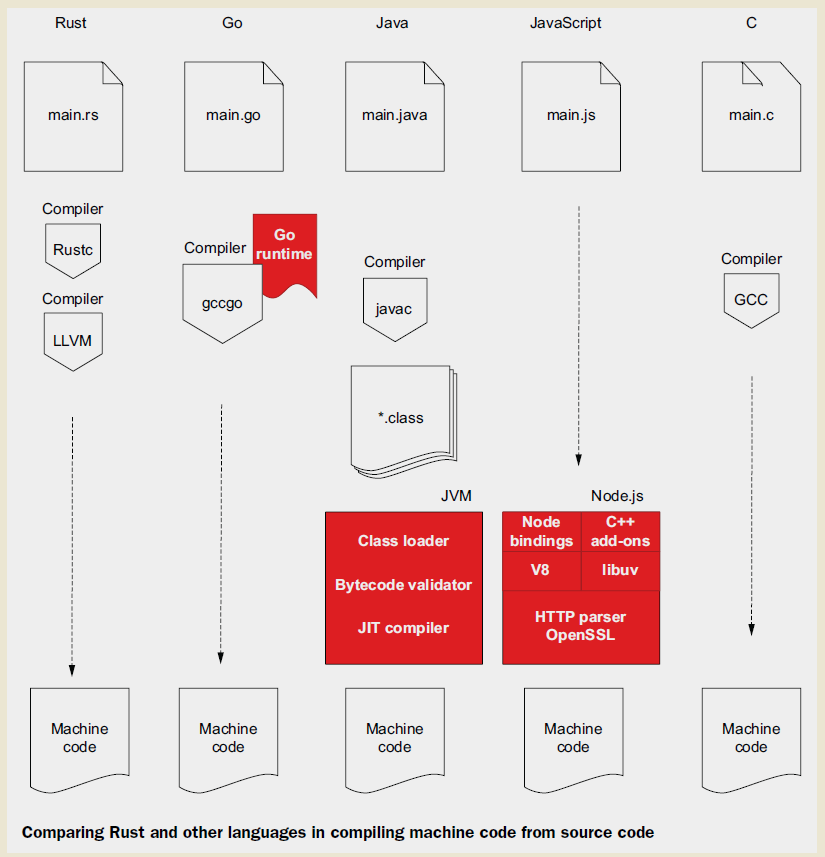 Rust
Go
Java
JavaScript
C
main.rs
main.go
main.java
main.js
main.c
Compiler
Rustc
Compiler
LLVM
Compiler
Go
runtime
gccgo
Compiler
javac
*.class
Compiler
GCC
JVM
Class loader
Bytecode validator
JIT compiler
Node.js
Node
bindings
C++
add-ons
V8
libuv
HTTP parser
OpenSSL
Machine
code
Machine
code
Machine
code
Machine
code
Machine
code
Comparing Rust and other languages in compiling machine code from source code